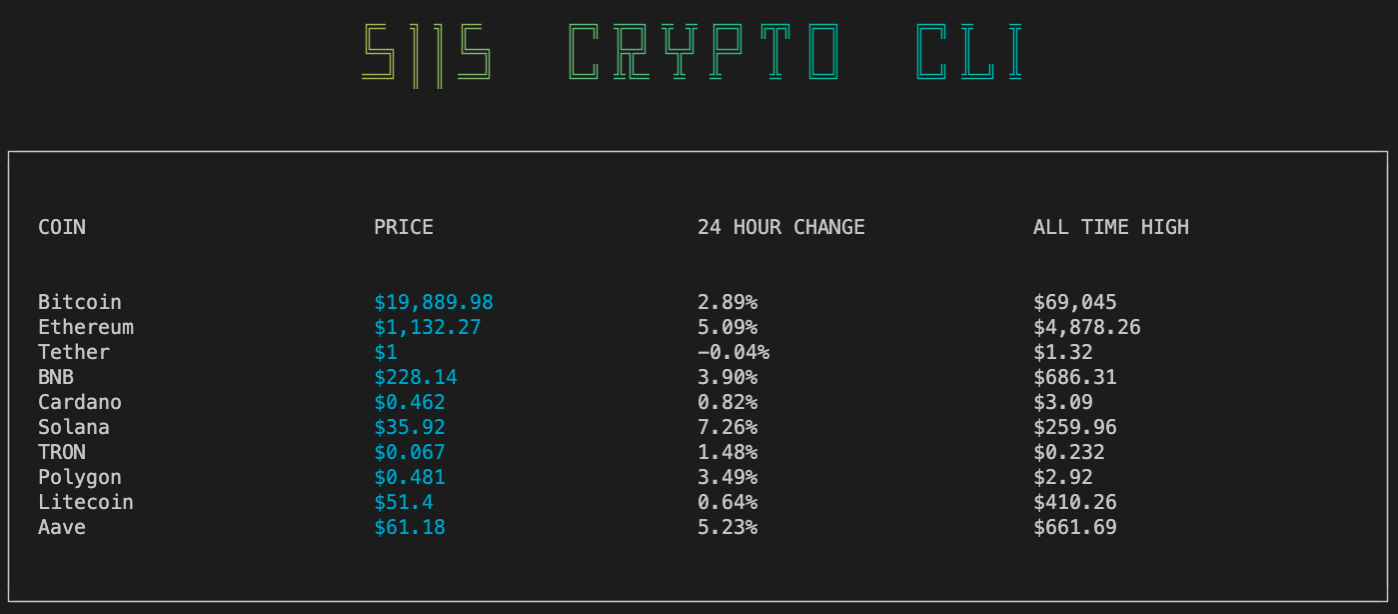 S||S CRYPTO CLI
COIN PRICE 24 HOUR CHANGE ALL TIME HIGH
Bitcoin $19,889.98 2.89% $69,045
Ethereum $1,132.27 5.09% $4,878.26
Tether $1 -0.04% $1.32
BNB $228.14 3.90% $686.31
Cardano $0.462 0.82% $3.09
Solana $35.92 7.26% $259.96
TRON $0.067 1.48% $0.232
Polygon $0.481 3.49% $2.92
Litecoin $51.4 0.64% $410.26
Aave $61.18 5.23% $661.69